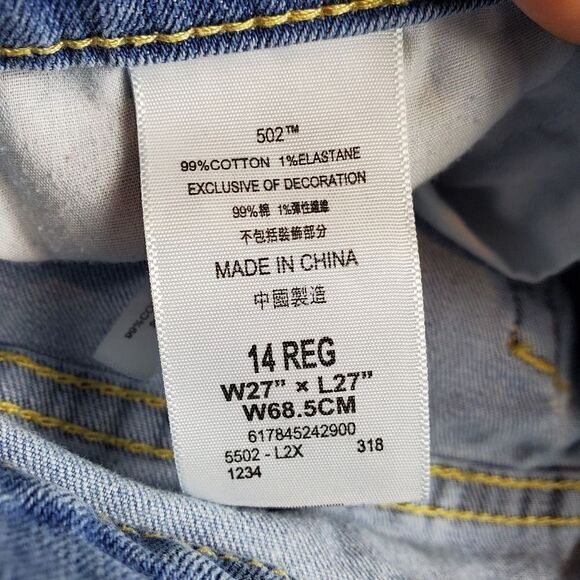 502™
99%COTTON 1%ELASTANE
EXCLUSIVE OF DECORATION
99%棉 1%彈性纖維
不包括裝飾部分
MADE IN CHINA
中國製造
14 REG
W27" × L27"
W68.5CM
617845242900
5502 - L2X 318
1234